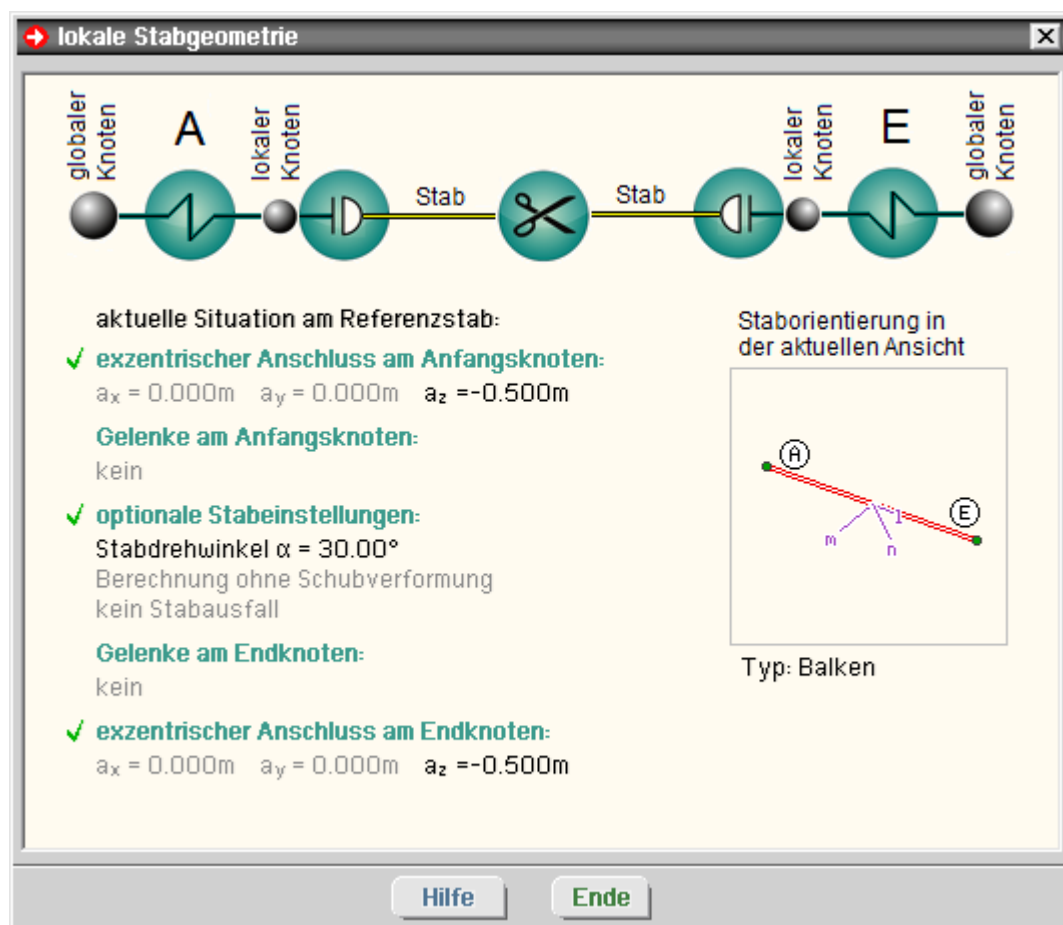 lokale Stabgeometrie
globaler
Knoten
A
lokaler
Knoten
Stab
Stab
lokaler
Knoten
E
globaler
Knoten
aktuelle Situation am Referenzstab:
exzentrischer Anschluss am Anfangsknoten:
aₓ = 0.000m aᵧ = 0.000m a_z =-0.500m
Gelenke am Anfangsknoten:
kein
optionale Stabeinstellungen:
Stabdrehwinkel α = 30.00°
Berechnung ohne Schubverformung
kein Stabausfall
Gelenke am Endknoten:
kein
exzentrischer Anschluss am Endknoten:
aₓ = 0.000m aᵧ = 0.000m a_z =-0.500m
Staborientierung in
der aktuellen Ansicht
A
E
l
m
n
Typ: Balken
Hilfe
Ende